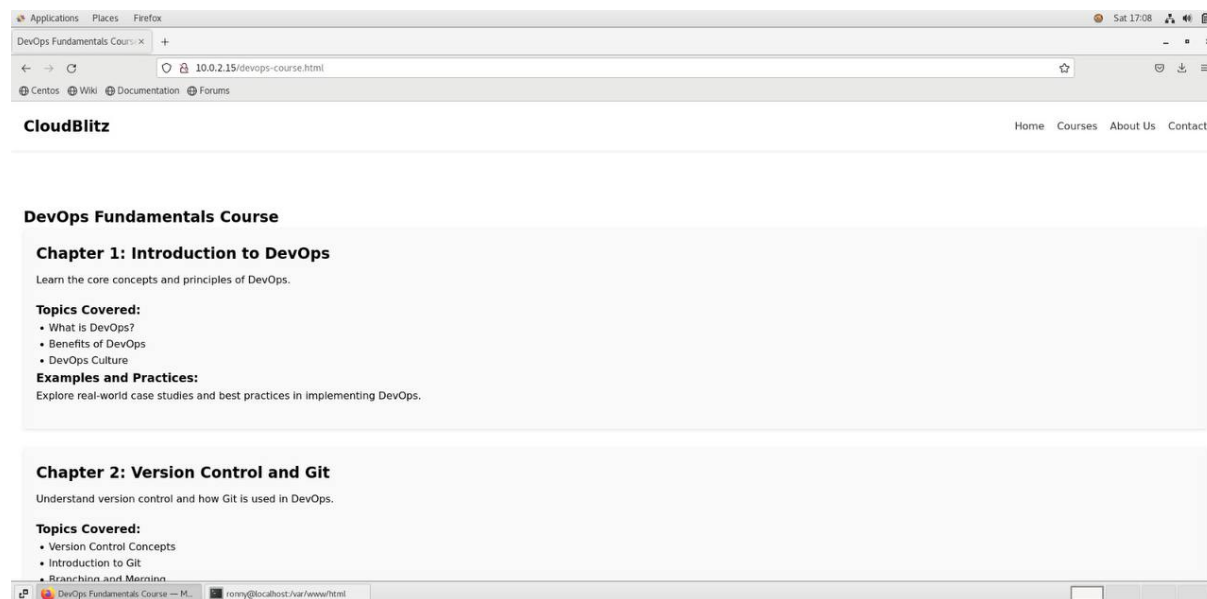 Applications Places Firefox Sat 17:08
DevOps Fundamentals Cours
10.0.2.15/devops-course.html
Centos Wiki Documentation Forums
CloudBlitz Home Courses About Us Contact
DevOps Fundamentals Course
Chapter 1: Introduction to DevOps
Learn the core concepts and principles of DevOps.
Topics Covered:
• What is DevOps?
• Benefits of DevOps
• DevOps Culture
Examples and Practices:
Explore real-world case studies and best practices in implementing DevOps.
Chapter 2: Version Control and Git
Understand version control and how Git is used in DevOps.
Topics Covered:
• Version Control Concepts
• Introduction to Git
• Branching and Merging
DevOps Fundamentals Course — M... ronny@localhost:/var/www/html